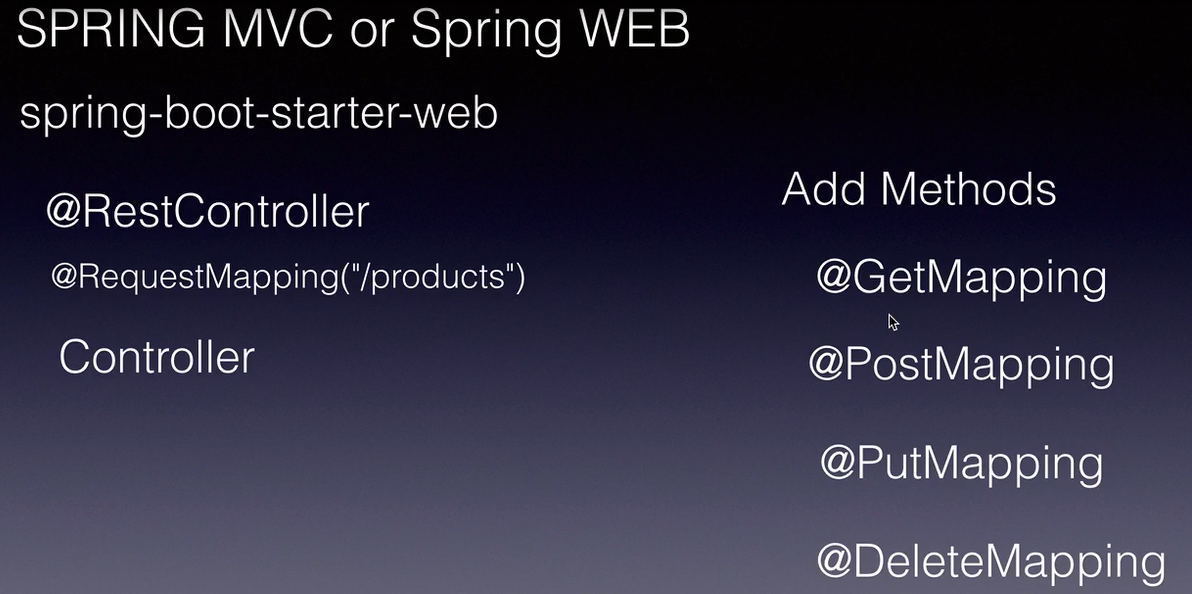 SPRING MVC or Spring WEB
spring-boot-starter-web
@RestController
@RequestMapping("/products")
Controller
Add Methods
@GetMapping
@PostMapping
@PutMapping
@DeleteMapping